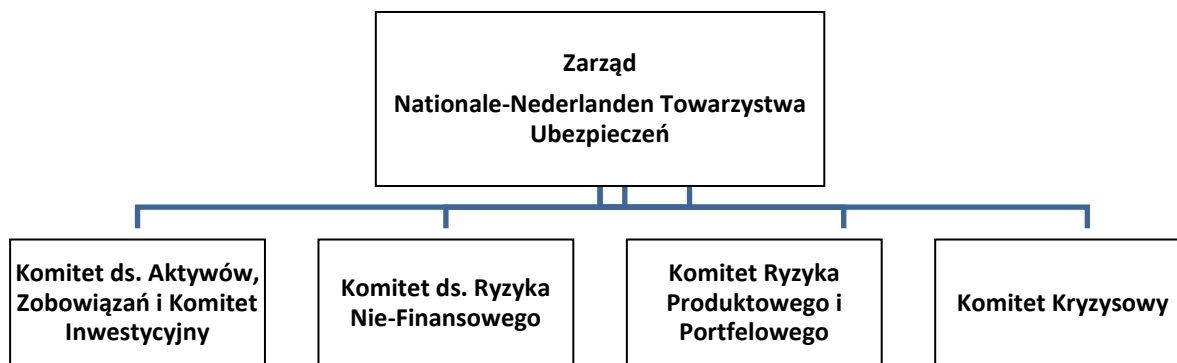 Zarząd
Nationale-Nederlanden Towarzystwa
Ubezpieczeń
Komitet ds. Aktywów,
Zobowiązań i Komitet
Inwestycyjny
Komitet ds. Ryzyka
Nie-Finansowego
Komitet Ryzyka
Produktowego i
Portfelowego
Komitet Kryzysowy